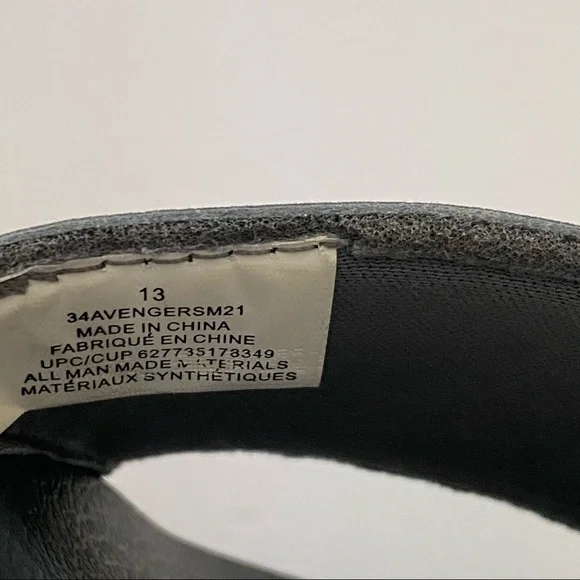 13
34AVENGERSM21
MADE IN CHINA
FABRIQUÉ EN CHINE
UPC/CUP 627735178349
ALL MAN MADE MATERIALS
MATÉRIAUX SYNTHÉTIQUES